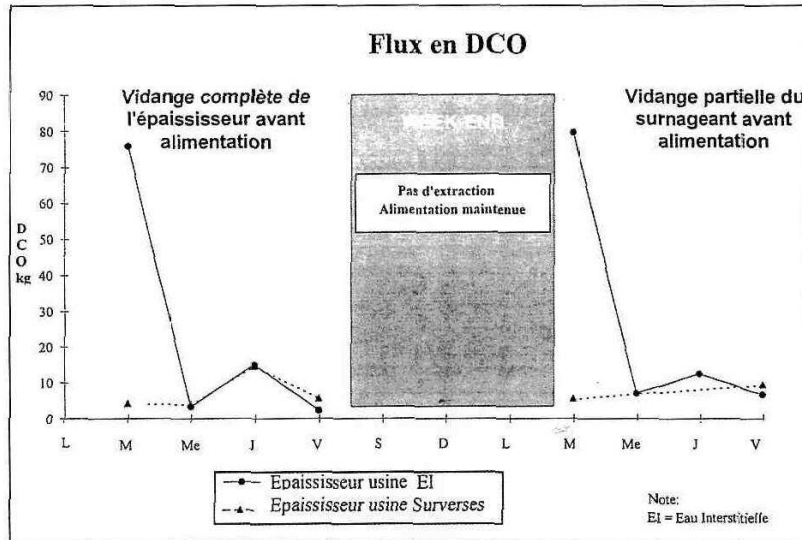 Flux en DCO
Vidange complète de
l'épaississeur avant
alimentation
WEEK-END
Pas d'extraction
Alimentation maintenue
Vidange partielle du
surnageant avant
alimentation
D
C
O
kg
90
80
70
60
50
40
30
20
10
0
L M Me J V S D L M Me J V
Epaississeur usine EI
Epaississeur usine Surverses
Note:
EI = Eau Interstitielle